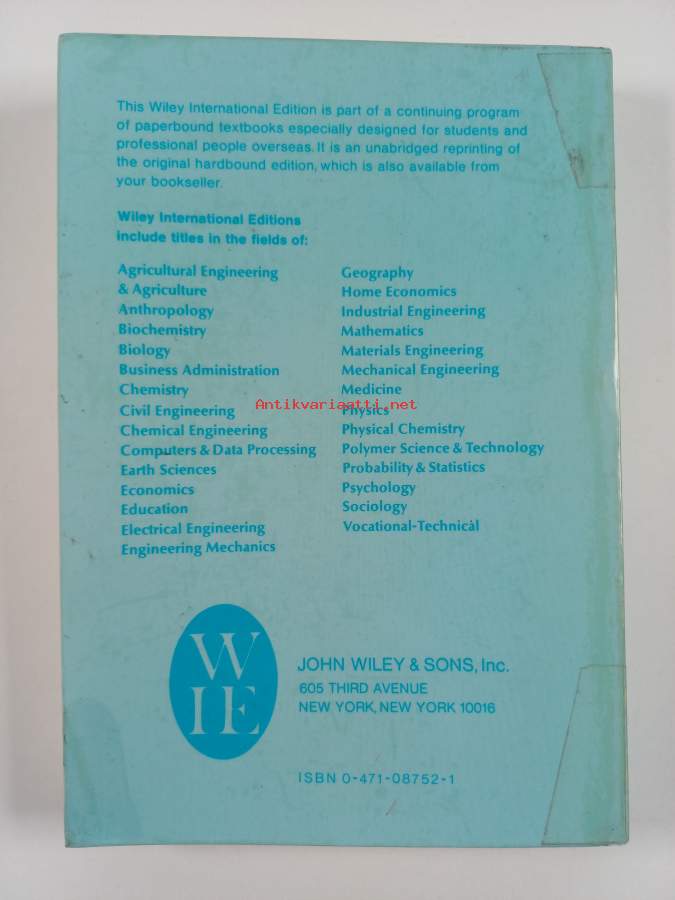 This Wiley International Edition is part of a continuing program
of paperbound textbooks especially designed for students and
professional people overseas. It is an unabridged reprinting of
the original hardbound edition, which is also available from
your bookseller.
Wiley International Editions
include titles in the fields of:
Agricultural Engineering
& Agriculture
Anthropology
Biochemistry
Biology
Business Administration
Chemistry
Civil Engineering
Chemical Engineering
Computers & Data Processing
Earth Sciences
Economics
Education
Electrical Engineering
Engineering Mechanics
Geography
Home Economics
Industrial Engineering
Mathematics
Materials Engineering
Mechanical Engineering
Medicine
Physics
Physical Chemistry
Polymer Science & Technology
Probability & Statistics
Psychology
Sociology
Vocational-Technical
Antikvariaatti.net
W
IE
JOHN WILEY & SONS, Inc.
605 THIRD AVENUE
NEW YORK, NEW YORK 10016
ISBN 0-471-08752-1